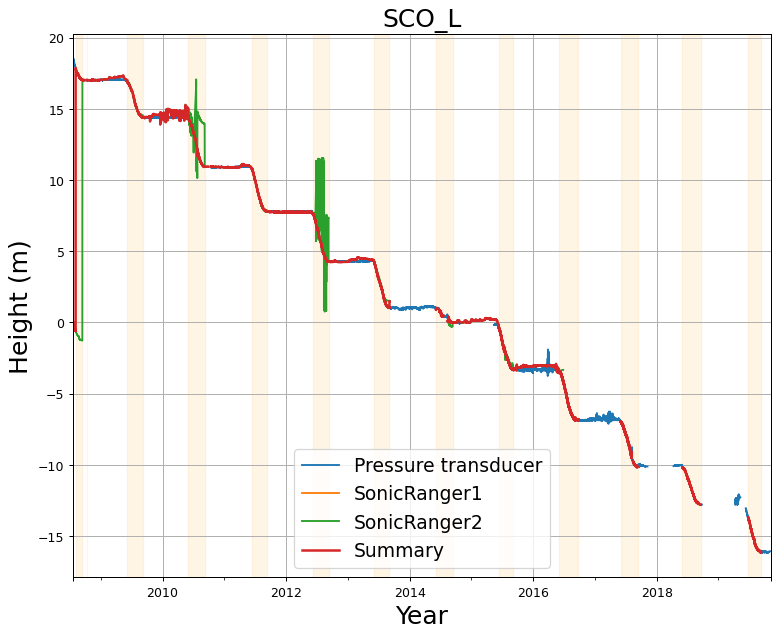 SCO_L
Height (m)
20
15
10
5
0
−5
−10
−15
Pressure transducer
SonicRanger1
SonicRanger2
Summary
2010
2012
2014
2016
2018
Year